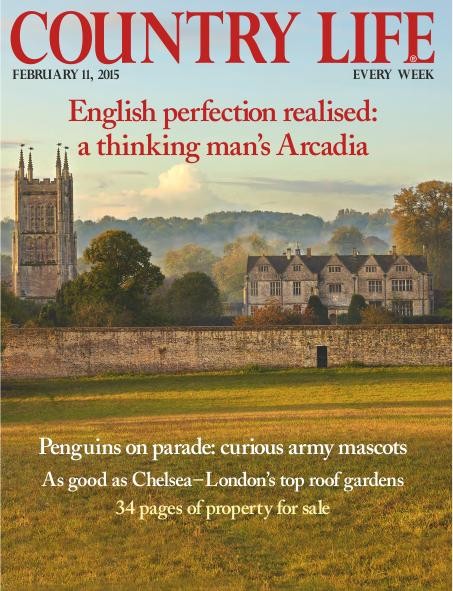 COUNTRY LIFE®
FEBRUARY 11, 2015 EVERY WEEK
English perfection realised:
a thinking man's Arcadia
Penguins on parade: curious army mascots
As good as Chelsea–London's top roof gardens
34 pages of property for sale